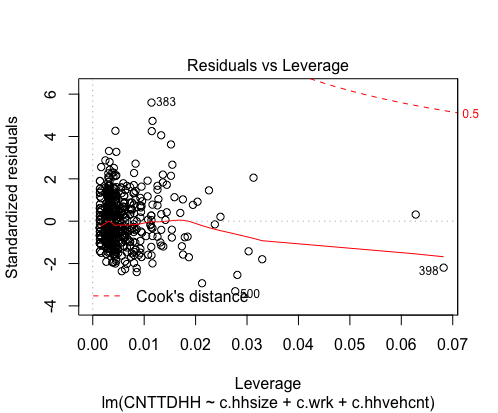 Residuals vs Leverage
Standardized residuals
6
4
2
0
-2
-4
383
0.5
398
500
Cook's distance
0.00 0.01 0.02 0.03 0.04 0.05 0.06 0.07
Leverage
lm(CNTTDHH ~ c.hhsize + c.wrk + c.hhvehcnt)